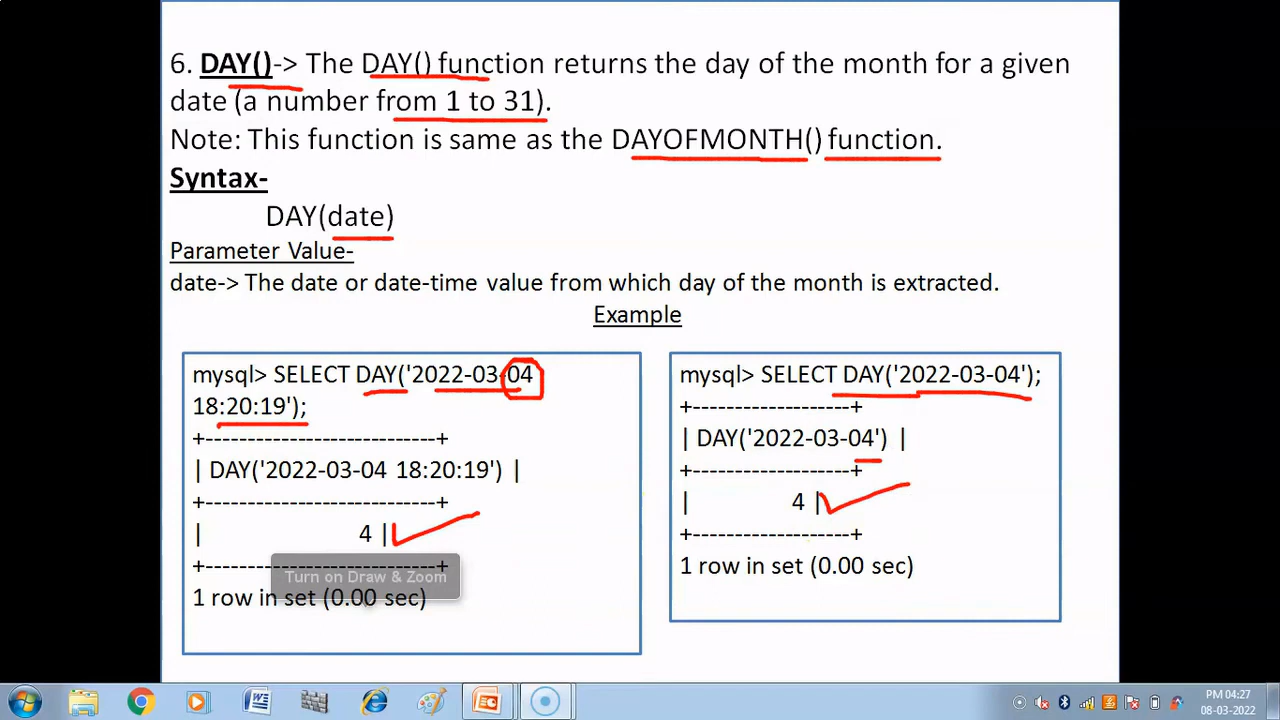 6. DAY()-> The DAY() function returns the day of the month for a given
date (a number from 1 to 31).
Note: This function is same as the DAYOFMONTH() function.
Syntax-
DAY(date)
Parameter Value-
date-> The date or date-time value from which day of the month is extracted.
Example
mysql> SELECT DAY('2022-03-04
18:20:19');
+---------------------------+
| DAY('2022-03-04 18:20:19') |
+---------------------------+
| 4 |
+---------------------------+
1 row in set (0.00 sec)
Turn on Draw & Zoom
mysql> SELECT DAY('2022-03-04');
+-------------------+
| DAY('2022-03-04') |
+-------------------+
| 4 |
+-------------------+
1 row in set (0.00 sec)
PM 04:27
08-03-2022